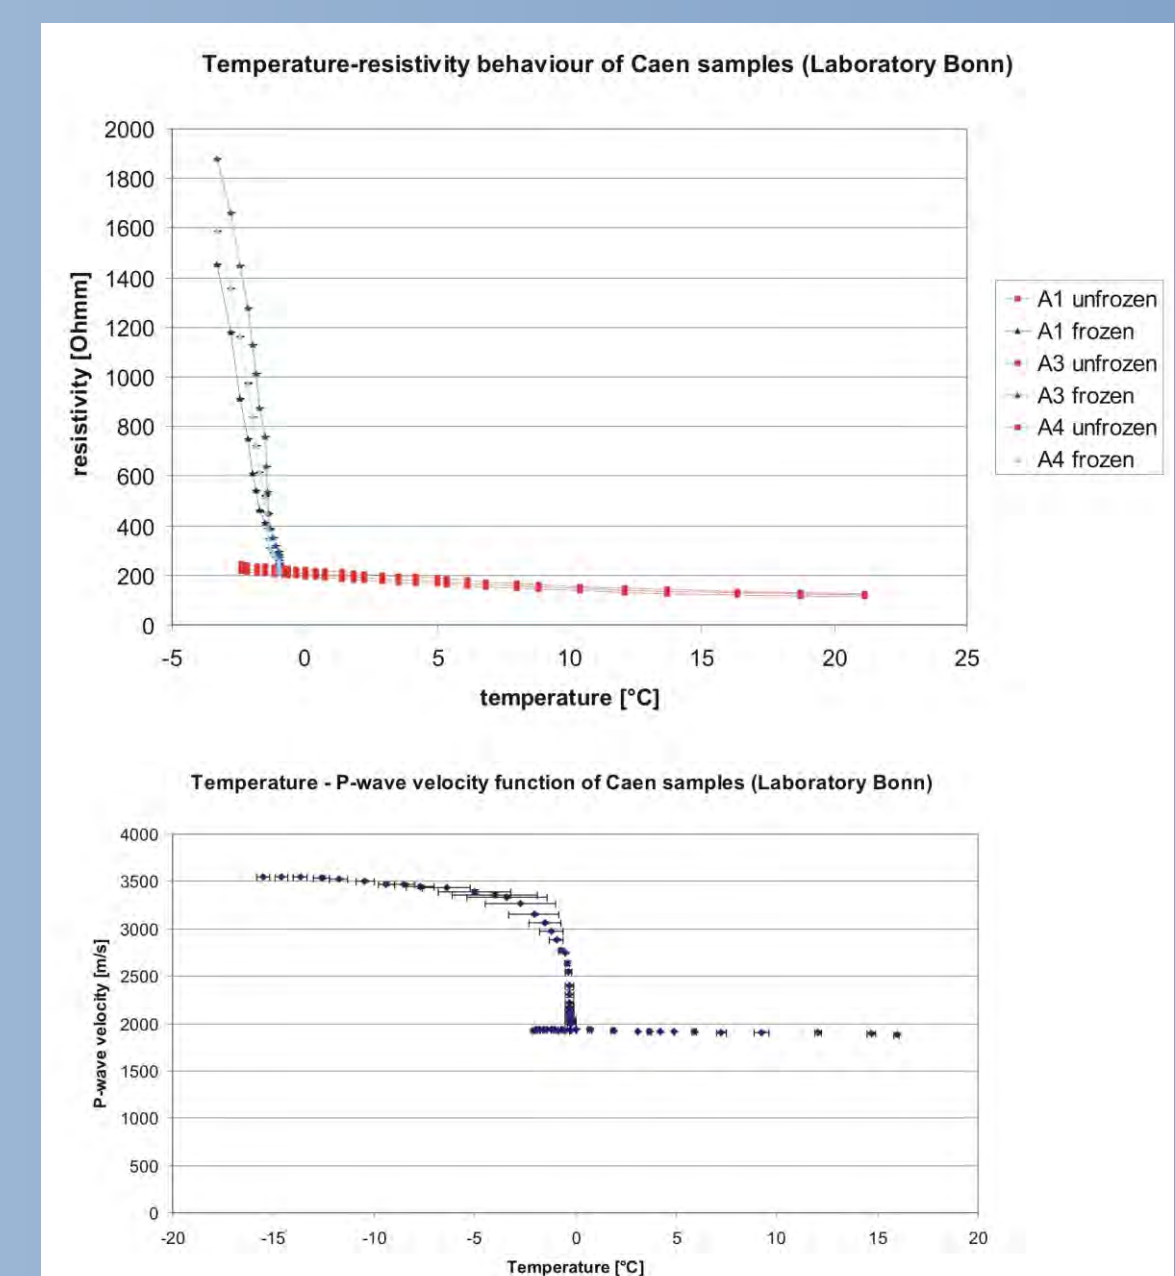 Temperature-resistivity behaviour of Caen samples (Laboratory Bonn)
2000
1800
1600
1400
1200
1000
800
600
400
200
0
resistivity [Ohmm]
-5 0 5 10 15 20 25
temperature [°C]
A1 unfrozen
A1 frozen
A3 unfrozen
A3 frozen
A4 unfrozen
A4 frozen
Temperature - P-wave velocity function of Caen samples (Laboratory Bonn)
4000
3500
3000
2500
2000
1500
1000
500
0
P-wave velocity [m/s]
-20 -15 -10 -5 0 5 10 15 20
Temperature [°C]